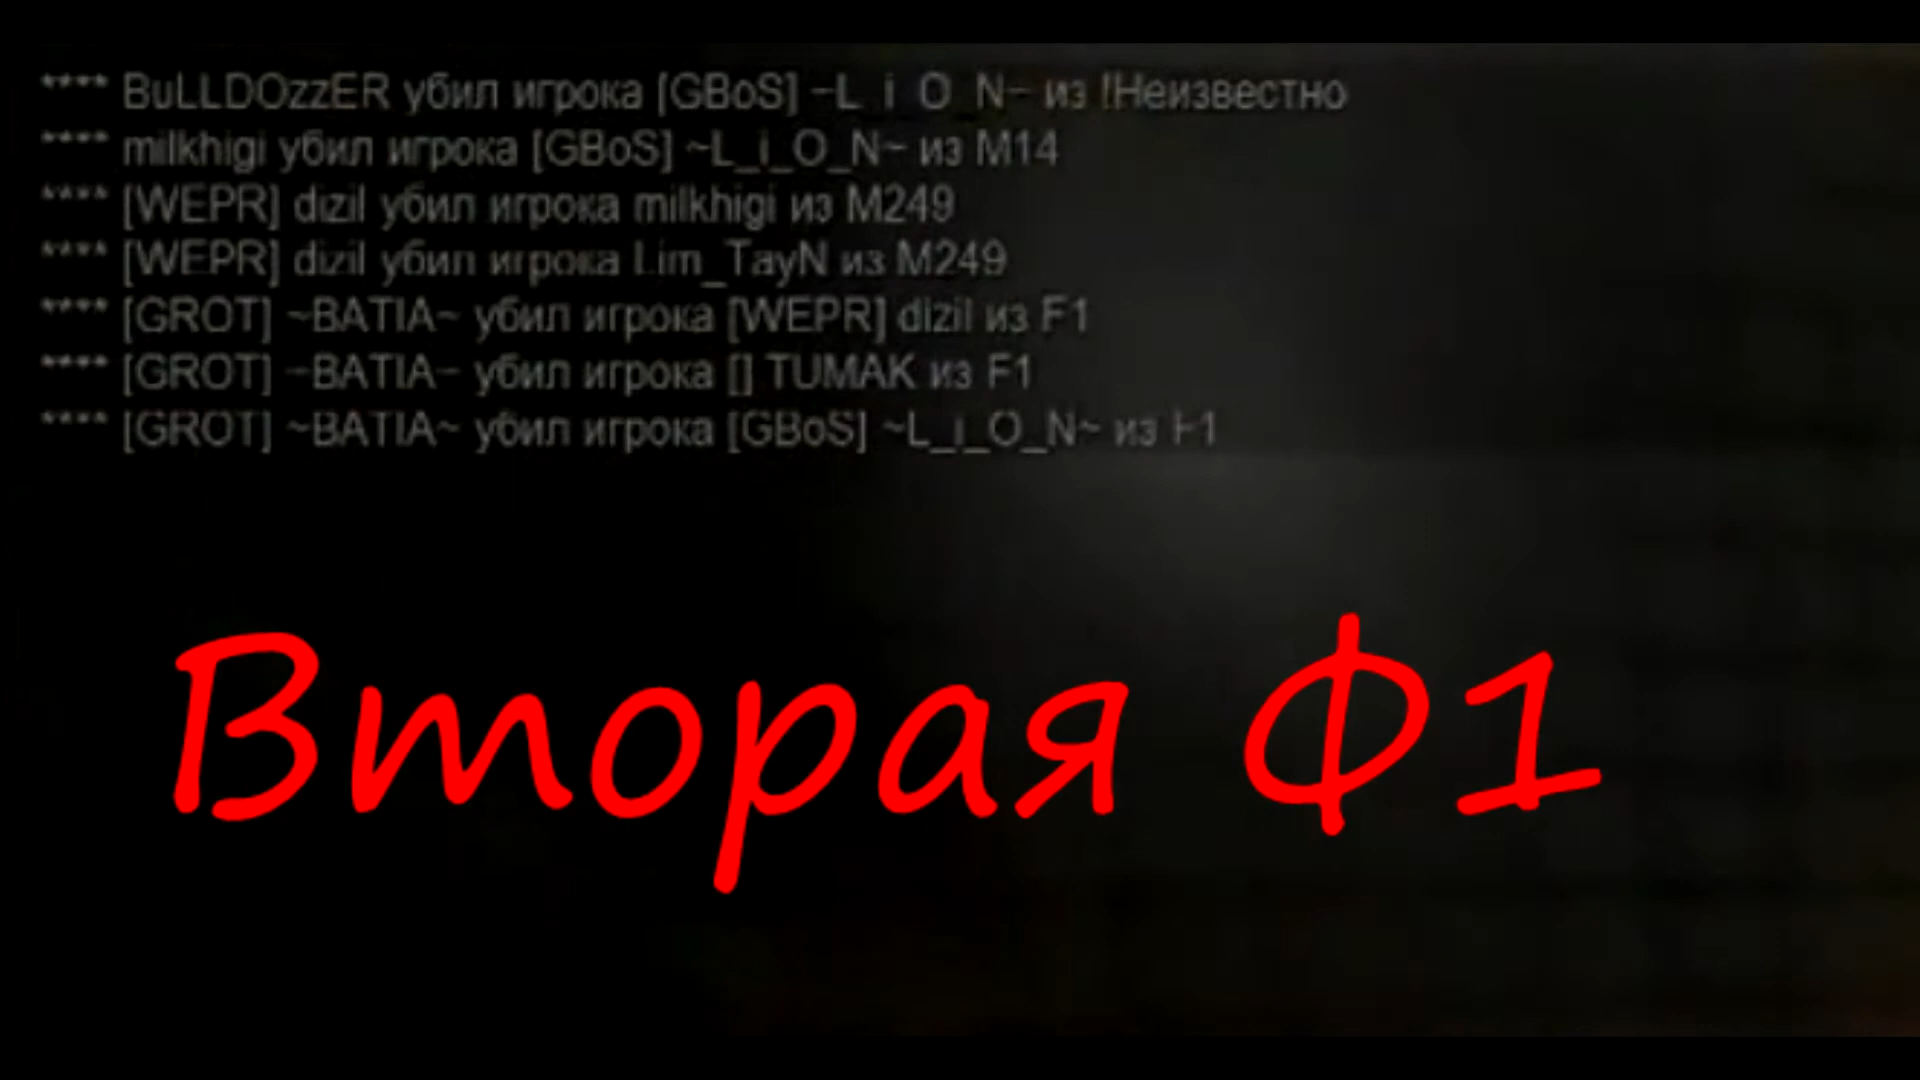 **** BuLLDOzzER убил игрока [GBoS] ~L_i_O_N~ из !Неизвестно
**** milkhigi убил игрока [GBoS] ~L_i_O_N~ из M14
**** [WEPR] dizil убил игрока milkhigi из M249
**** [WEPR] dizil убил игрока Lim_TayN из M249
**** [GROT] ~BATIA~ убил игрока [WEPR] dizil из F1
**** [GROT] ~BATIA~ убил игрока [] TUMAK из F1
**** [GROT] ~BATIA~ убил игрока [GBoS] ~L_i_O_N~ из F1
Вторая Ф1